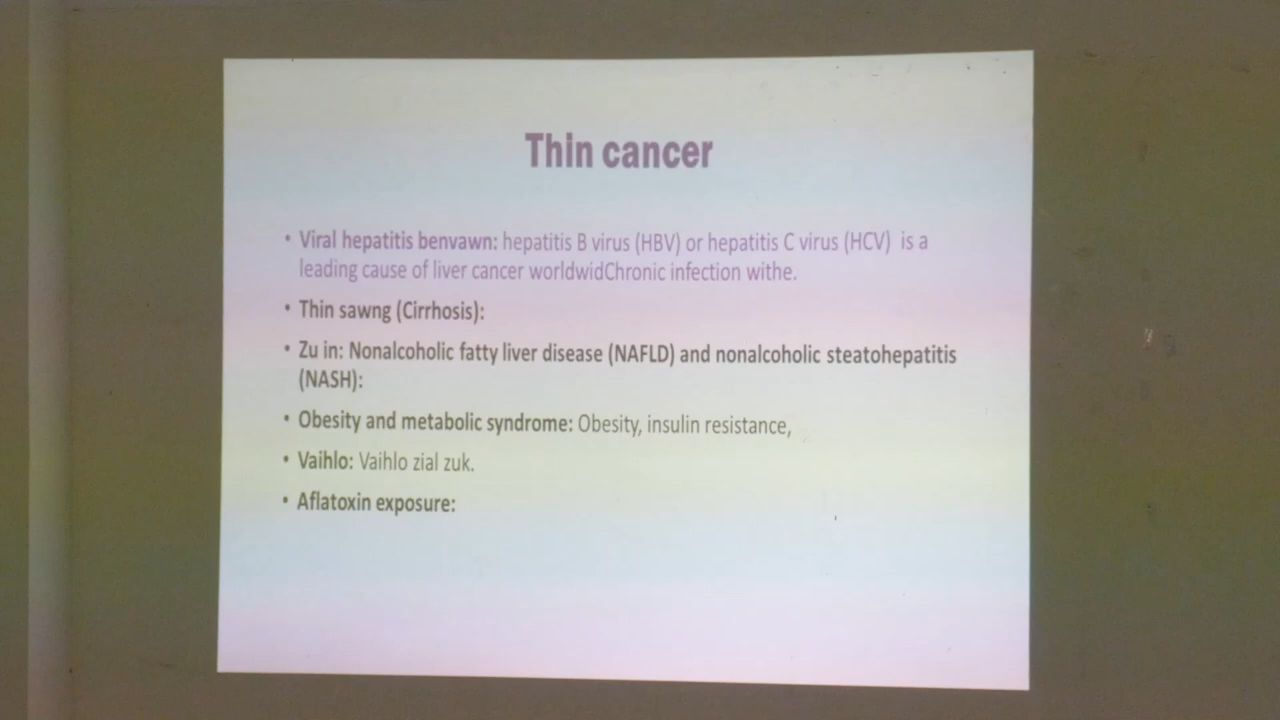 Thin cancer
• Viral hepatitis benvawn: hepatitis B virus (HBV) or hepatitis C virus (HCV) is a
leading cause of liver cancer worldwidChronic infection withe.
• Thin sawng (Cirrhosis):
• Zu in: Nonalcoholic fatty liver disease (NAFLD) and nonalcoholic steatohepatitis
(NASH):
• Obesity and metabolic syndrome: Obesity, insulin resistance,
• Vaihlo: Vaihlo zial zuk.
• Aflatoxin exposure: